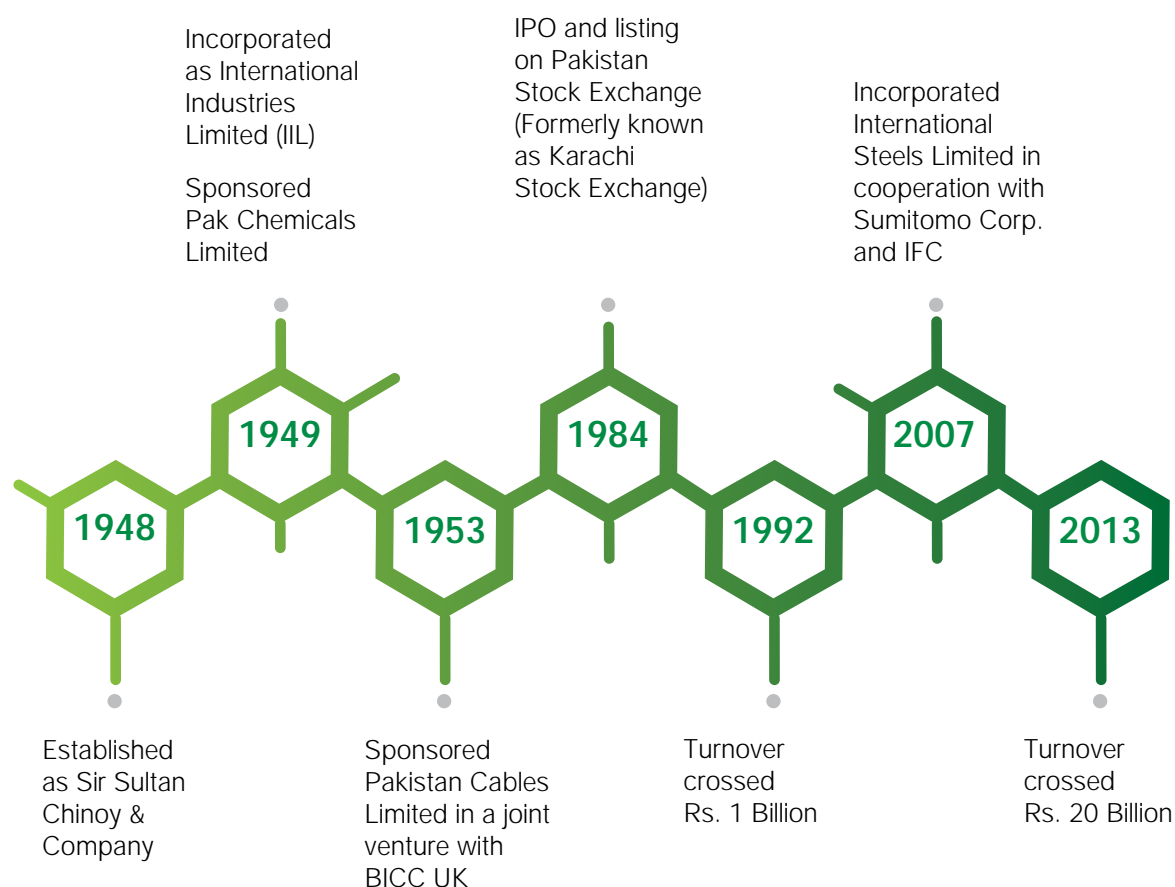 Incorporated
as International
Industries
Limited (IIL)
Sponsored
Pak Chemicals
Limited
IPO and listing
on Pakistan
Stock Exchange
(Formerly known
as Karachi
Stock Exchange)
Incorporated
International
Steels Limited in
cooperation with
Sumitomo Corp.
and IFC
1949
1984
2007
1948
1953
1992
2013
Established
as Sir Sultan
Chinoy &
Company
Sponsored
Pakistan Cables
Limited in a joint
venture with
BICC UK
Turnover
crossed
Rs. 1 Billion
Turnover
crossed
Rs. 20 Billion